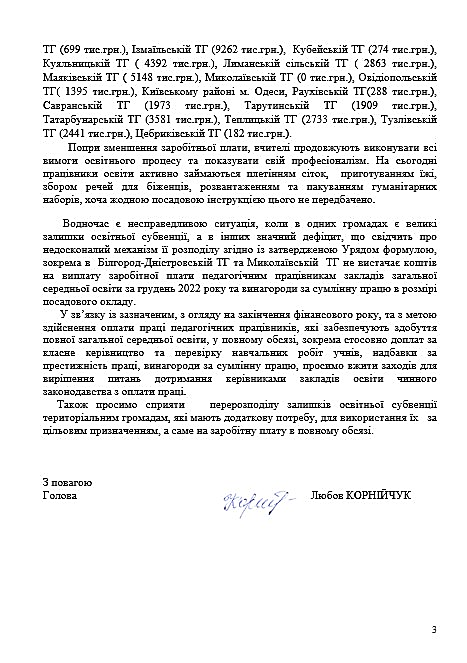 ТГ (699 тис.грн.), Ізмаїльській ТГ (9262 тис.грн), Кубейській ТГ (274 тис.грн.),
Куяльницькій ТГ ( 4392 тис.грн.), Лиманській сільській ТГ ( 2863 тис.грн.),
Маяківській ТГ ( 5148 тис.грн.), Миколаївській ТГ (0 тис.грн.), Овідіопольській
ТГ( 1395 тис.грн), Київському районі м. Одеси, Раухівській ТГ(288 тис.грн.),
Савранській ТГ (1973 тис.грн.), Тарутинській ТГ (1909 тис.грн.),
Татарбунарській ТГ (3581 тис.грн.), Теплицькій ТГ (2733 тис.грн.), Тузлівській
ТГ (2441 тис.грн.), Цебриківській ТГ (182 тис.грн.).
Попри зменшення заробітної плати, вчителі продовжують виконувати всі
вимоги освітнього процесу та показувати свій професіоналізм. На сьогодні
працівники освіти активно займаються плетінням сіток, приготуванням їжі,
збором речей для біженців, розвантаженням та пакуванням гуманітарних
наборів, хоча жодною посадовою інструкцією цього не передбачено.
Водночас є несправедливою ситуація, коли в одних громадах є великі
залишки освітньої субвенції, а в інших значний дефіцит, що свідчить про
недосконалий механізм її розподілу згідно із затвердженою Урядом формулою,
зокрема в Білгород-Дністровській ТГ та Миколаївській ТГ не вистачає коштів
на виплату заробітної плати педагогічним працівникам закладів загальної
середньої освіти за грудень 2022 року та винагороди за сумлінну працю в розмірі
посадового окладу.
У зв’язку із зазначеним, з огляду на закінчення фінансового року, та з метою
здійснення оплати праці педагогічних працівників, які забезпечують здобуття
повної загальної середньої освіти, у повному обсязі, зокрема стосовно доплат за
класне керівництво та перевірку навчальних робіт учнів, надбавки за
престижність праці, винагороди за сумлінну працю, просимо вжити заходів для
вирішення питань дотримання керівниками закладів освіти чинного
законодавства з оплати праці.
Також просимо сприяти перерозподілу залишків освітньої субвенції
територіальним громадам, які мають додаткову потребу, для використання їх за
цільовим призначенням, а саме на заробітну плату в повному обсязі.
З повагою
Голова Любов КОРНІЙЧУК
3